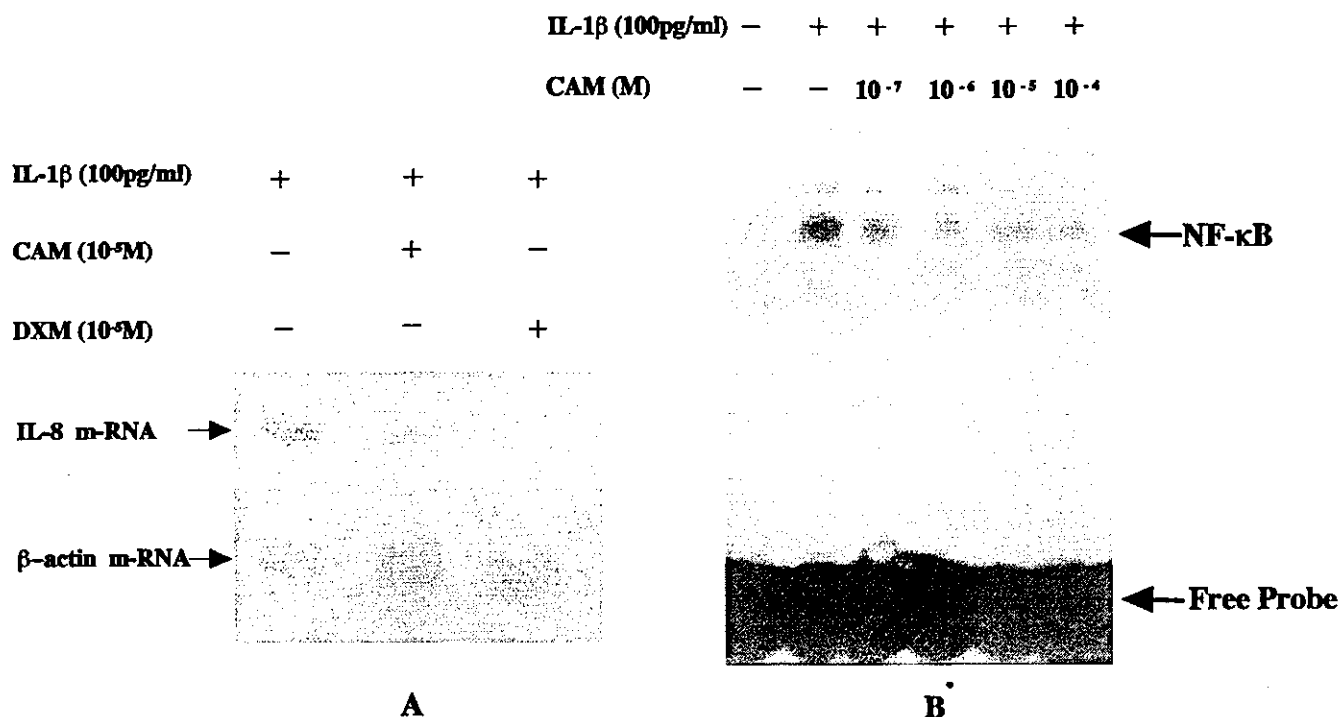 IL-1β (100pg/ml) − + + + + +
CAM (M) − − 10⁻⁷ 10⁻⁶ 10⁻⁵ 10⁻⁴
IL-1β (100pg/ml) + + +
CAM (10⁻⁵M) − + −
DXM (10⁻⁵M) − − +
NF-κB
IL-8 m-RNA
β-actin m-RNA
Free Probe
A
B